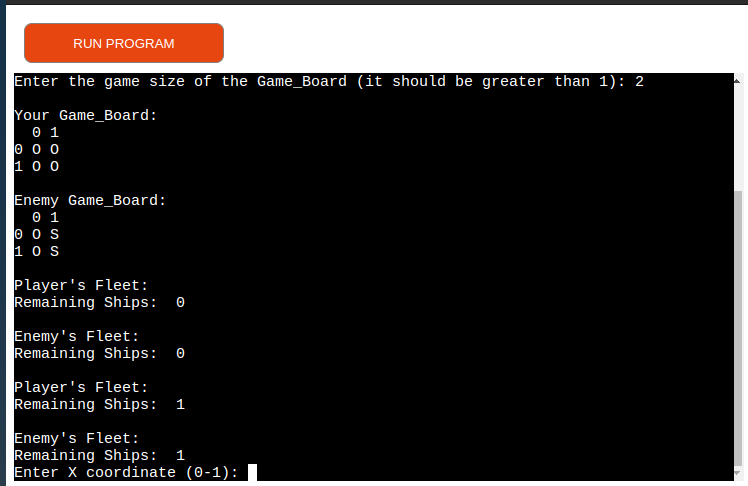 RUN PROGRAM
Enter the game size of the Game_Board (it should be greater than 1): 2
Your Game_Board:
  0 1
0 O O
1 O O
Enemy Game_Board:
  0 1
0 O S
1 O S
Player's Fleet:
Remaining Ships:  0
Enemy's Fleet:
Remaining Ships:  0
Player's Fleet:
Remaining Ships:  1
Enemy's Fleet:
Remaining Ships:  1
Enter X coordinate (0-1):